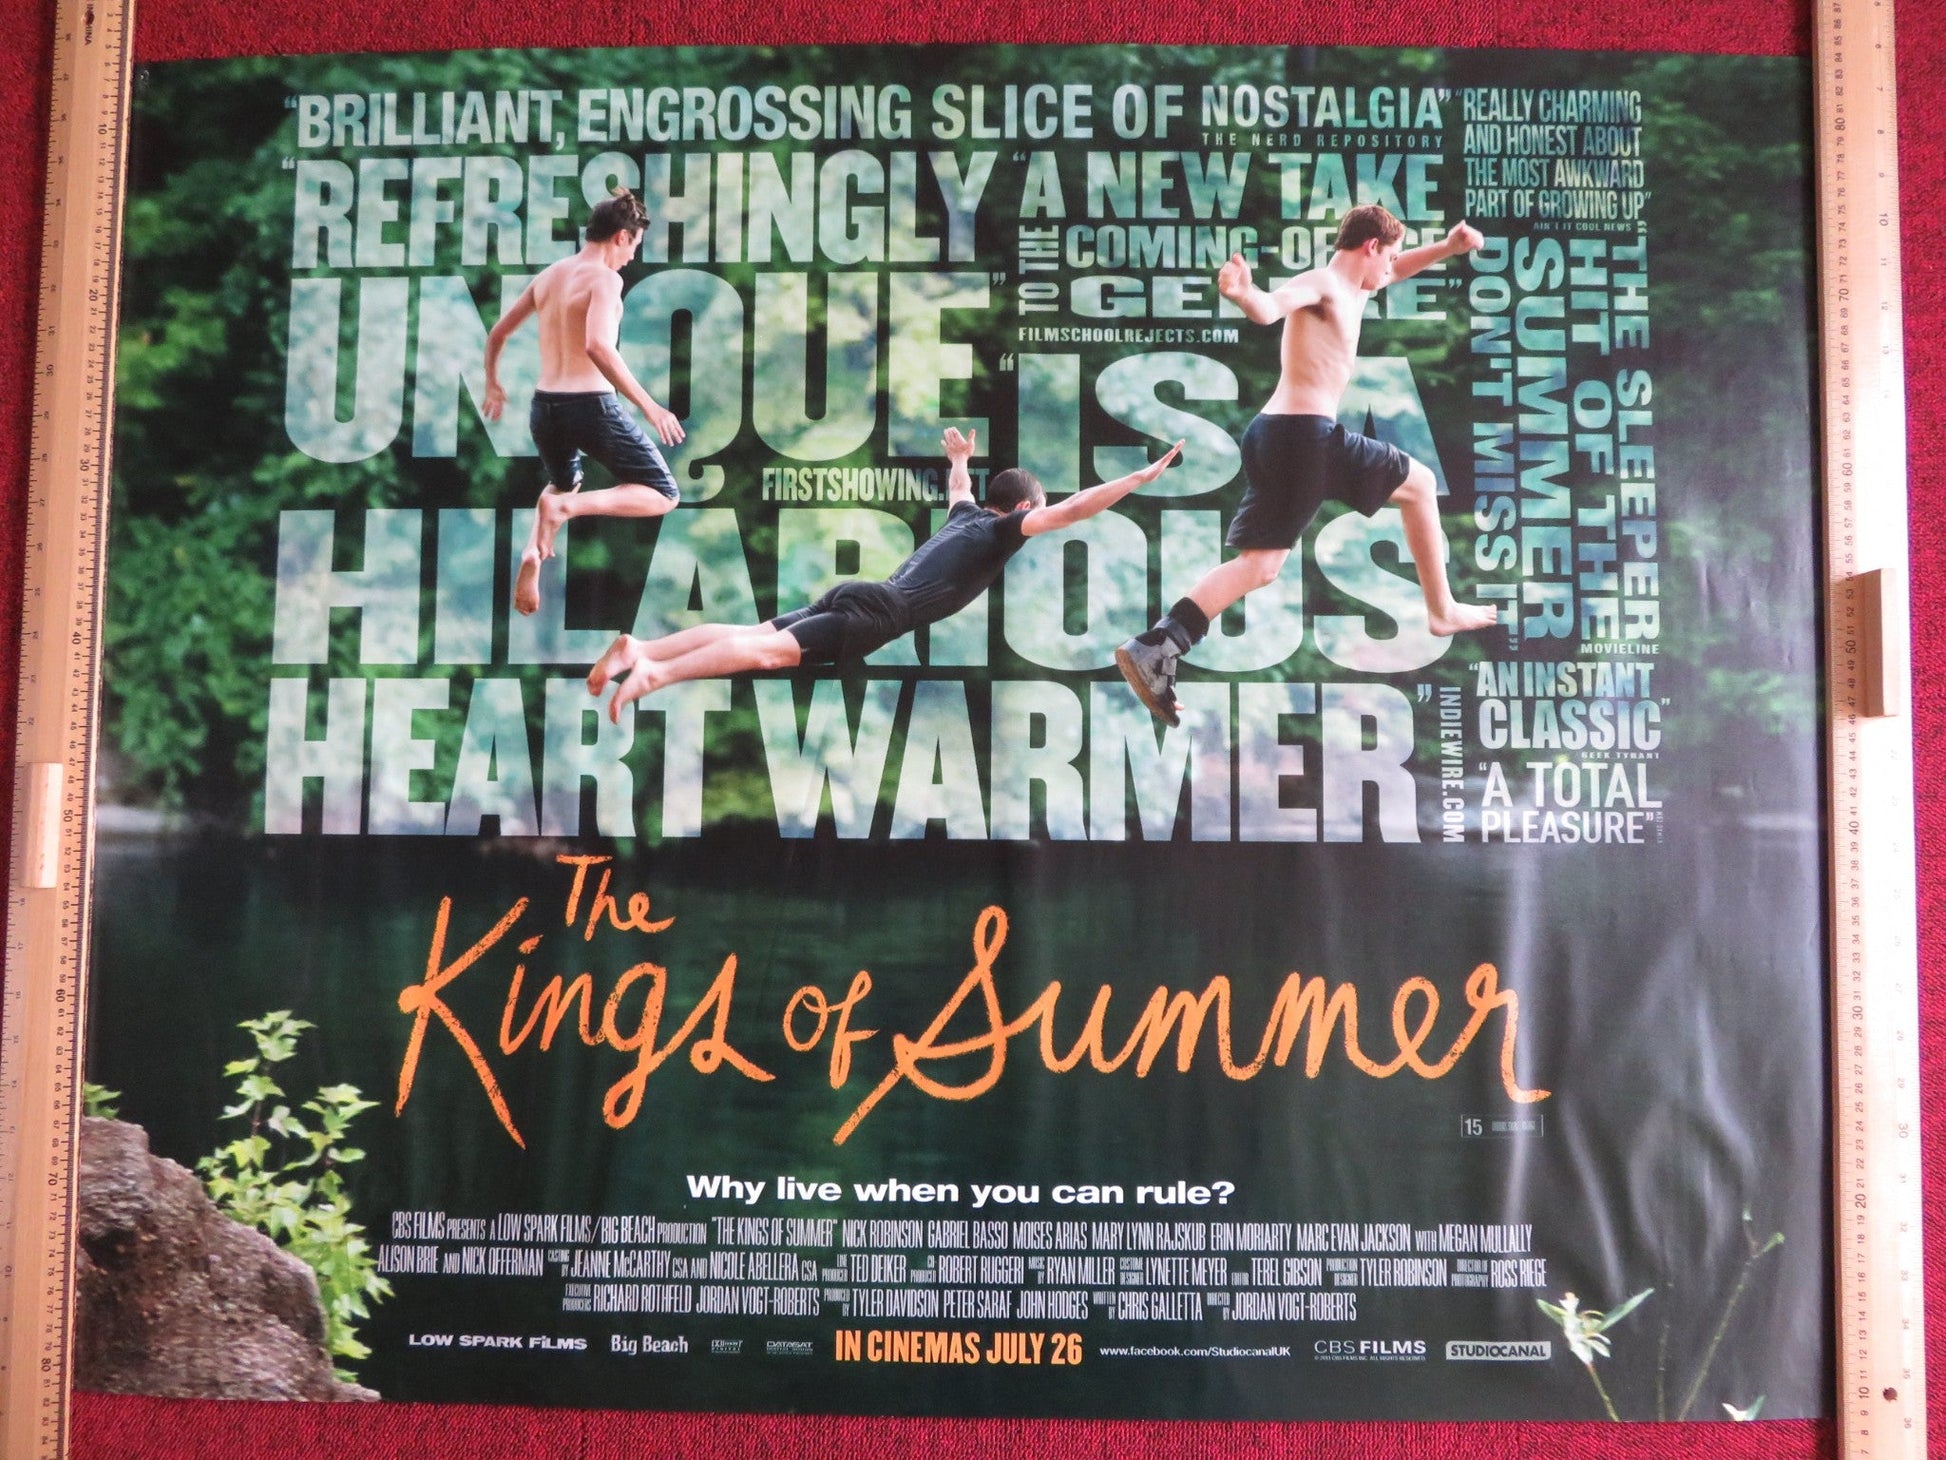 "BRILLIANT, ENGROSSING SLICE OF NOSTALGIA"
THE NERD REPOSITORY
"REFRESHINGLY
UNIQUE"
FIRSTSHOWING.NET
"A NEW TAKE
TO THE
COMING-OF-AGE
GENRE"
FILMSCHOOLREJECTS.COM
"REALLY CHARMING
AND HONEST ABOUT
THE MOST AWKWARD
PART OF GROWING UP"
AIN'T IT COOL NEWS
"IS A
HILARIOUS
HEART WARMER"
INDIEWIRE.COM
"THE SLEEPER
HIT OF THE
SUMMER
DON'T MISS IT"
MOVIELINE
"AN INSTANT
CLASSIC"
GEEK TYRANT
"A TOTAL
PLEASURE"
The
Kings of Summer
15
Why live when you can rule?
CBS FILMS PRESENTS A LOW SPARK FILMS/BIG BEACH PRODUCTION "THE KINGS OF SUMMER" NICK ROBINSON GABRIEL BASSO MOISES ARIAS MARY LYNN RAJSKUB ERIN MORIARTY MARC EVAN JACKSON WITH MEGAN MULLALLY
ALISON BRIE AND NICK OFFERMAN CASTING BY JEANNE McCARTHY CSA AND NICOLE ABELLERA CSA LINE PRODUCER TED DEIKER CO-PRODUCER ROBERT RUGGERI MUSIC BY RYAN MILLER COSTUME DESIGNER LYNETTE MEYER EDITOR TEREL GIBSON PRODUCTION DESIGNER TYLER ROBINSON DIRECTOR OF PHOTOGRAPHY ROSS RIEGE
EXECUTIVE PRODUCERS RICHARD ROTHFELD JORDAN VOGT-ROBERTS PRODUCED BY TYLER DAVIDSON PETER SARAF JOHN HODGES WRITTEN BY CHRIS GALLETTA DIRECTED BY JORDAN VOGT-ROBERTS
LOW SPARK FILMS Big Beach DATASAT IN CINEMAS JULY 26 www.facebook.com/StudiocanalUK CBS FILMS STUDIOCANAL